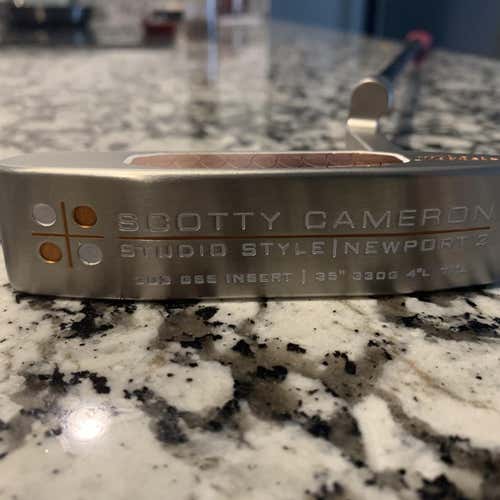 SCOTTY CAMERON
STUDIO STYLE | NEWPORT 2
303 GSS INSERT | 35" 330G 4°L 71°L